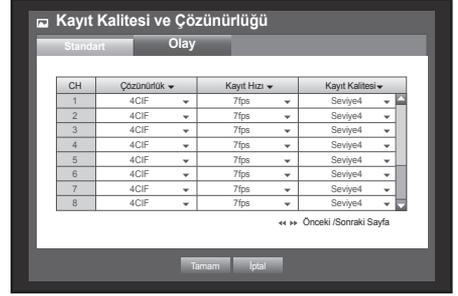 Kayıt Kalitesi ve Çözünürlüğü
Standart Olay
CH Çözünürlük Kayıt Hızı Kayıt Kalitesi
1 4CIF 7fps Seviye4
2 4CIF 7fps Seviye4
3 4CIF 7fps Seviye4
4 4CIF 7fps Seviye4
5 4CIF 7fps Seviye4
6 4CIF 7fps Seviye4
7 4CIF 7fps Seviye4
8 4CIF 7fps Seviye4
Önceki /Sonraki Sayfa
Tamam İptal